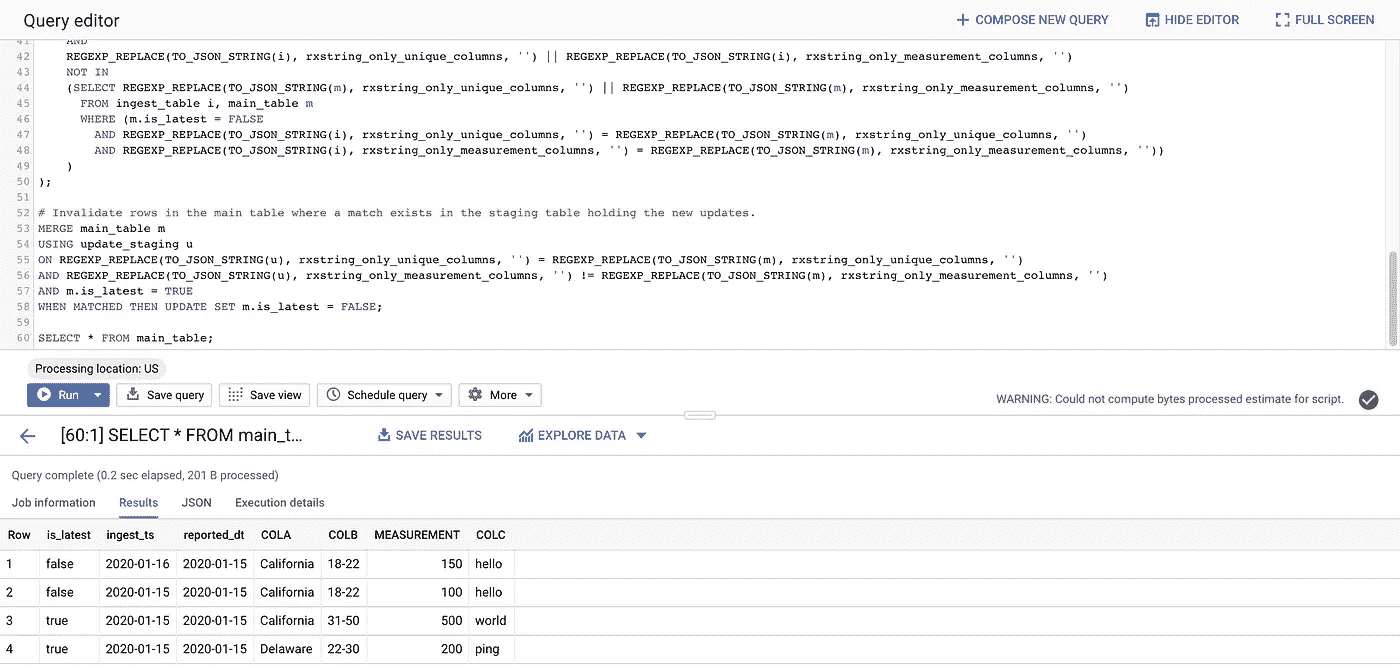 Query editor
COMPOSE NEW QUERY
HIDE EDITOR
FULL SCREEN
41 AND
42 REGEXP_REPLACE(TO_JSON_STRING(i), rxstring_only_unique_columns, '') || REGEXP_REPLACE(TO_JSON_STRING(i), rxstring_only_measurement_columns, '')
43 NOT IN
44 (SELECT REGEXP_REPLACE(TO_JSON_STRING(m), rxstring_only_unique_columns, '') || REGEXP_REPLACE(TO_JSON_STRING(m), rxstring_only_measurement_columns, '')
45 FROM ingest_table i, main_table m
46 WHERE (m.is_latest = FALSE
47 AND REGEXP_REPLACE(TO_JSON_STRING(i), rxstring_only_unique_columns, '') = REGEXP_REPLACE(TO_JSON_STRING(m), rxstring_only_unique_columns, '')
48 AND REGEXP_REPLACE(TO_JSON_STRING(i), rxstring_only_measurement_columns, '') = REGEXP_REPLACE(TO_JSON_STRING(m), rxstring_only_measurement_columns, ''))
49 )
50 );
51
52 # Invalidate rows in the main table where a match exists in the staging table holding the new updates.
53 MERGE main_table m
54 USING update_staging u
55 ON REGEXP_REPLACE(TO_JSON_STRING(u), rxstring_only_unique_columns, '') = REGEXP_REPLACE(TO_JSON_STRING(m), rxstring_only_unique_columns, '')
56 AND REGEXP_REPLACE(TO_JSON_STRING(u), rxstring_only_measurement_columns, '') != REGEXP_REPLACE(TO_JSON_STRING(m), rxstring_only_measurement_columns, '')
57 AND m.is_latest = TRUE
58 WHEN MATCHED THEN UPDATE SET m.is_latest = FALSE;
59
60 SELECT * FROM main_table;
Processing location: US
Run
Save query
Save view
Schedule query
More
WARNING: Could not compute bytes processed estimate for script.
[60:1] SELECT * FROM main_t...
SAVE RESULTS
EXPLORE DATA
Query complete (0.2 sec elapsed, 201 B processed)
Job information Results JSON Execution details
Row is_latest ingest_ts reported_dt COLA COLB MEASUREMENT COLC
1 false 2020-01-16 2020-01-15 California 18-22 150 hello
2 false 2020-01-15 2020-01-15 California 18-22 100 hello
3 true 2020-01-15 2020-01-15 California 31-50 500 world
4 true 2020-01-15 2020-01-15 Delaware 22-30 200 ping